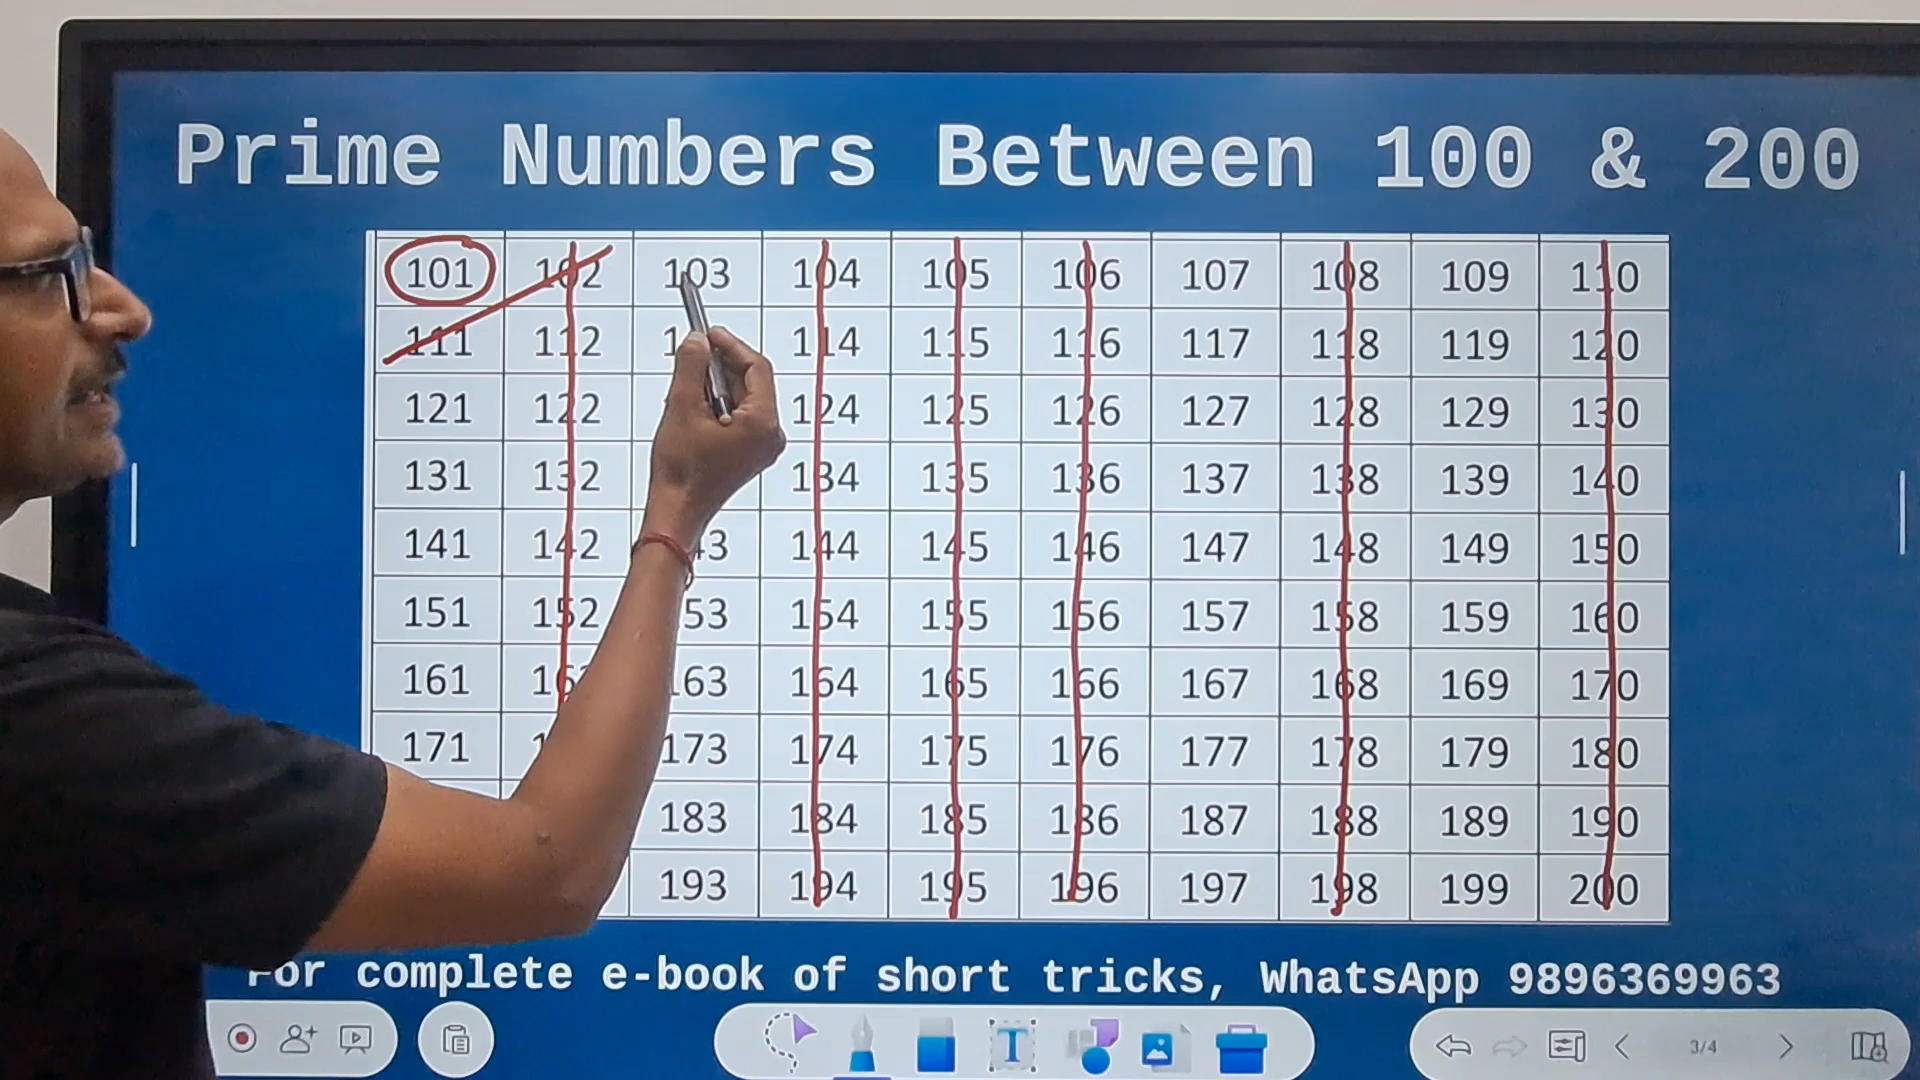 Prime Numbers Between 100 & 200
101 102 103 104 105 106 107 108 109 110
111 112 114 115 116 117 118 119 120
121 122 124 125 126 127 128 129 130
131 132 134 135 136 137 138 139 140
141 142 43 144 145 146 147 148 149 150
151 152 53 154 155 156 157 158 159 160
161 163 164 165 166 167 168 169 170
171 173 174 175 176 177 178 179 180
183 184 185 186 187 188 189 190
193 194 195 196 197 198 199 200
For complete e-book of short tricks, WhatsApp 9896369963
T
3/4